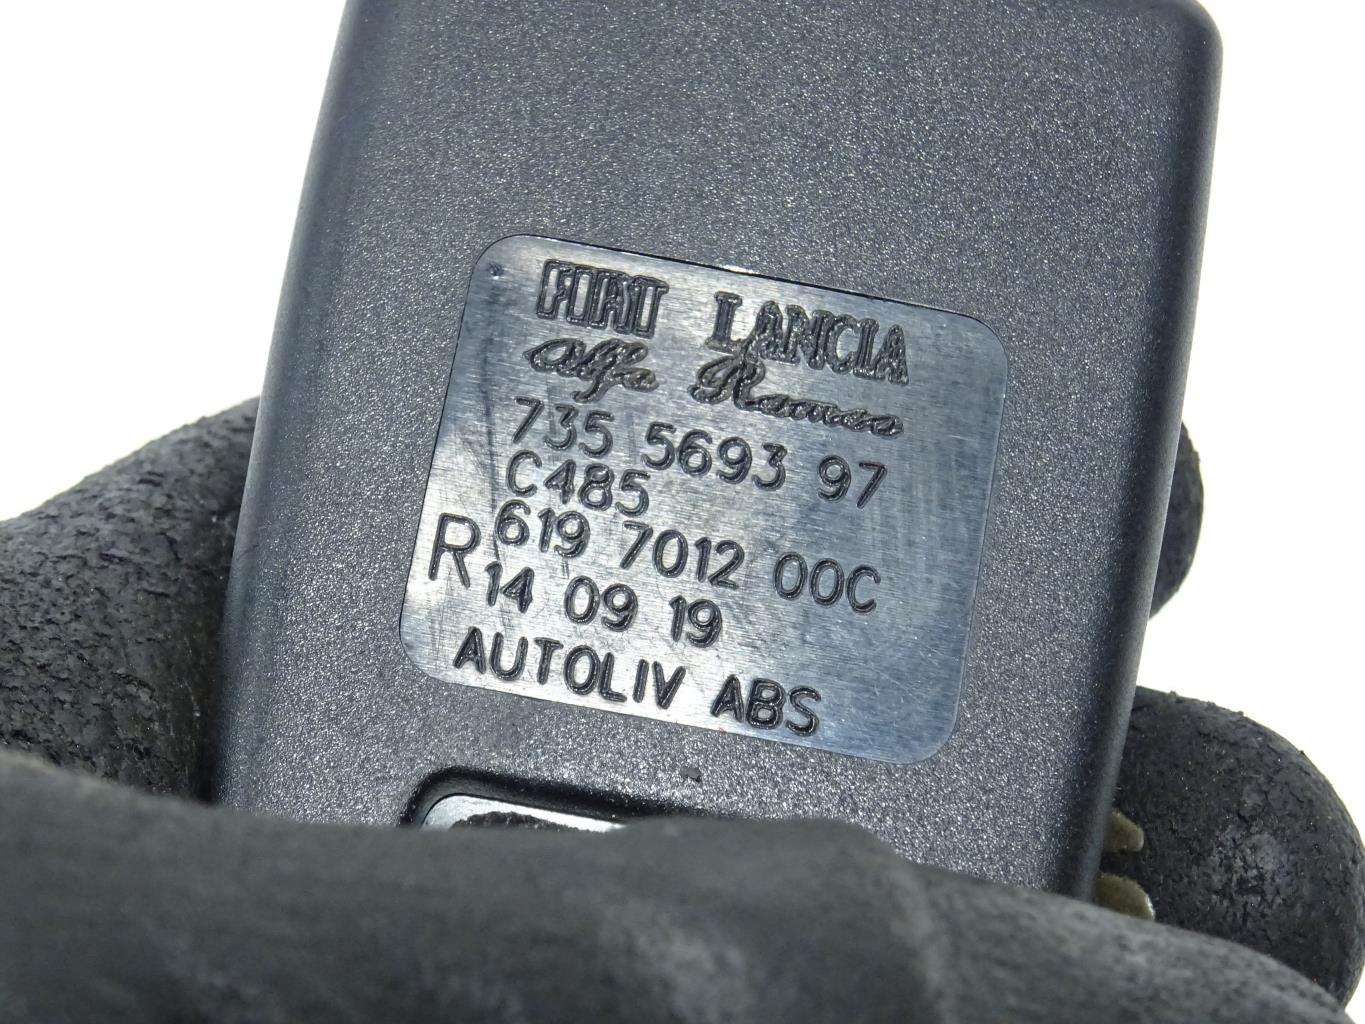 FIAT LANCIA
Alfa Romeo
735 5693 97
C485
619 7012 00C
R 14 09 19
AUTOLIV ABS